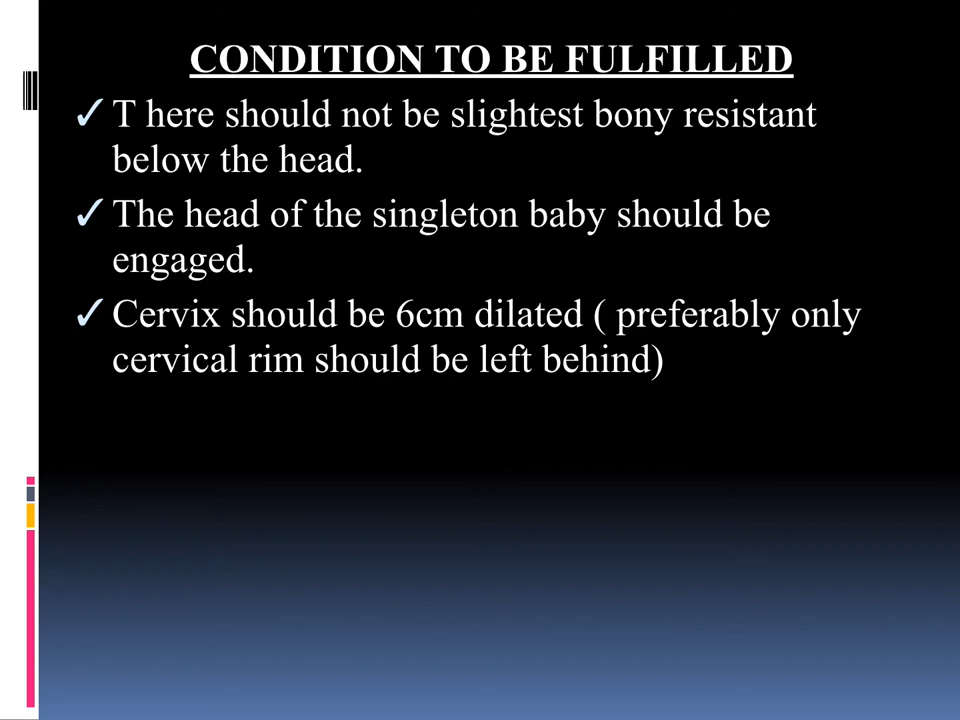 CONDITION TO BE FULFILLED
✓ T here should not be slightest bony resistant
below the head.
✓ The head of the singleton baby should be
engaged.
✓ Cervix should be 6cm dilated ( preferably only
cervical rim should be left behind)